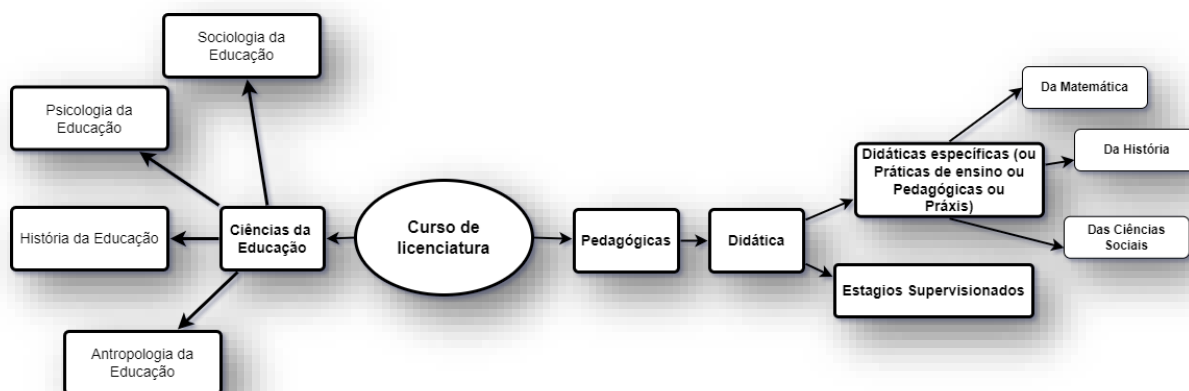 Sociologia da
Educação
Psicologia da
Educação
História da Educação
Antropologia da
Educação
Ciências da
Educação
Curso de
licenciatura
Pedagógicas
Didática
Didáticas específicas (ou
Práticas de ensino ou
Pedagógicas ou
Práxis)
Estagios Supervisionados
Da Matemática
Da História
Das Ciências
Sociais